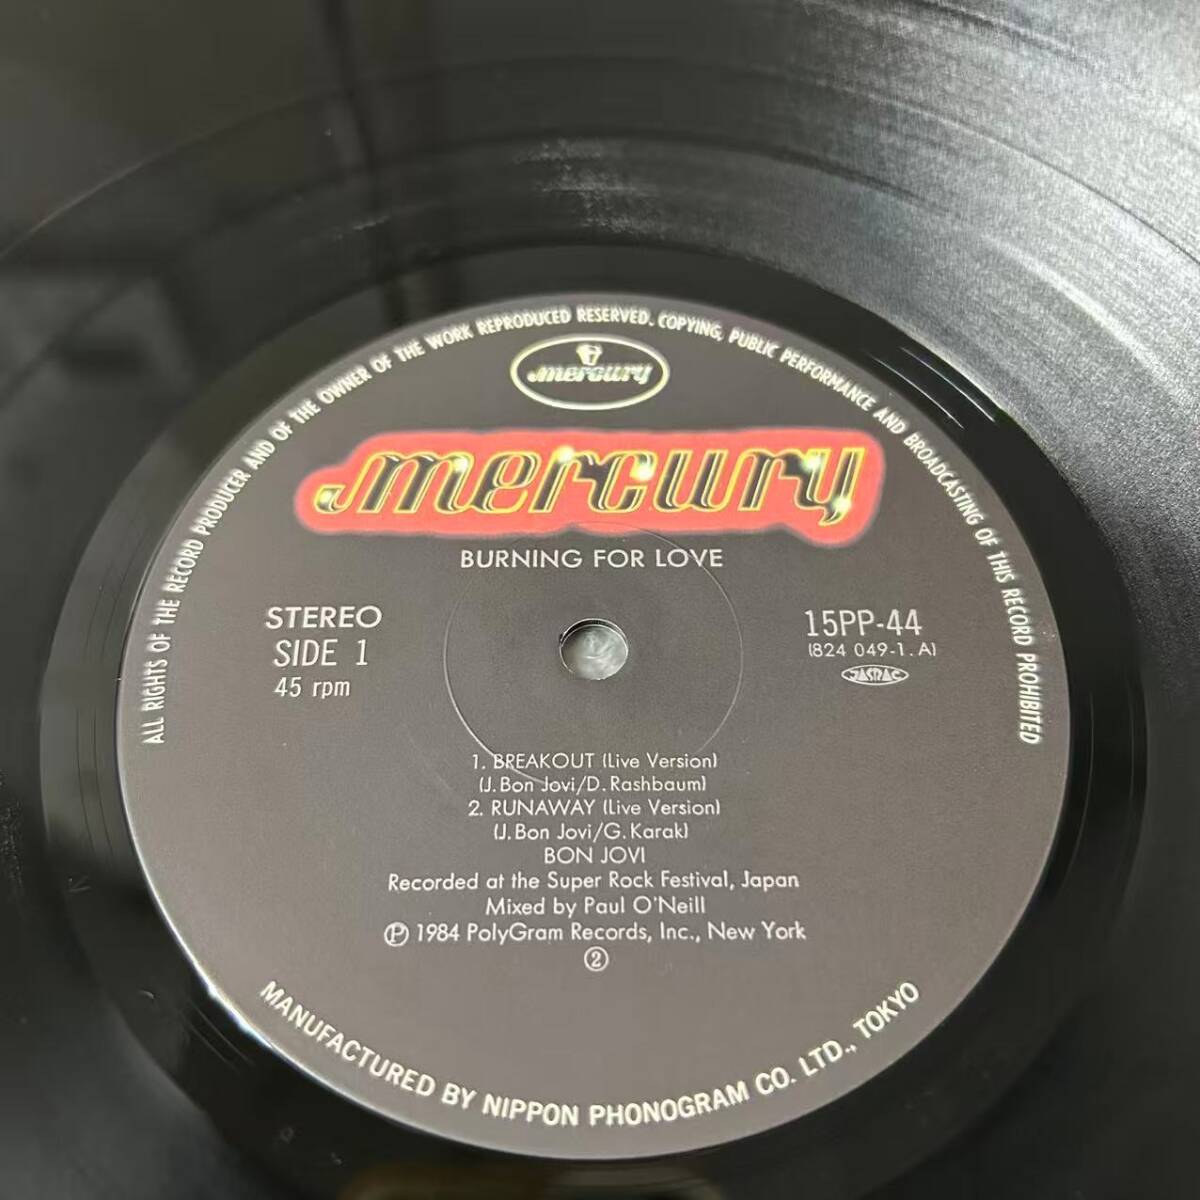 ALL RIGHTS OF THE RECORD PRODUCER AND OF THE OWNER OF THE WORK REPRODUCED RESERVED. COPYING, PUBLIC PERFORMANCE AND BROADCASTING OF THIS RECORD PROHIBITED
mercury
mercury
BURNING FOR LOVE
STEREO
SIDE 1
45 rpm
15PP-44
(824 049-1. A)
JASRAC
1. BREAKOUT (Live Version)
(J. Bon Jovi/D. Rashbaum)
2. RUNAWAY (Live Version)
(J. Bon Jovi/G. Karak)
BON JOVI
Recorded at the Super Rock Festival, Japan
Mixed by Paul O'Neill
Ⓟ 1984 PolyGram Records, Inc., New York
②
MANUFACTURED BY NIPPON PHONOGRAM CO. LTD., TOKYO